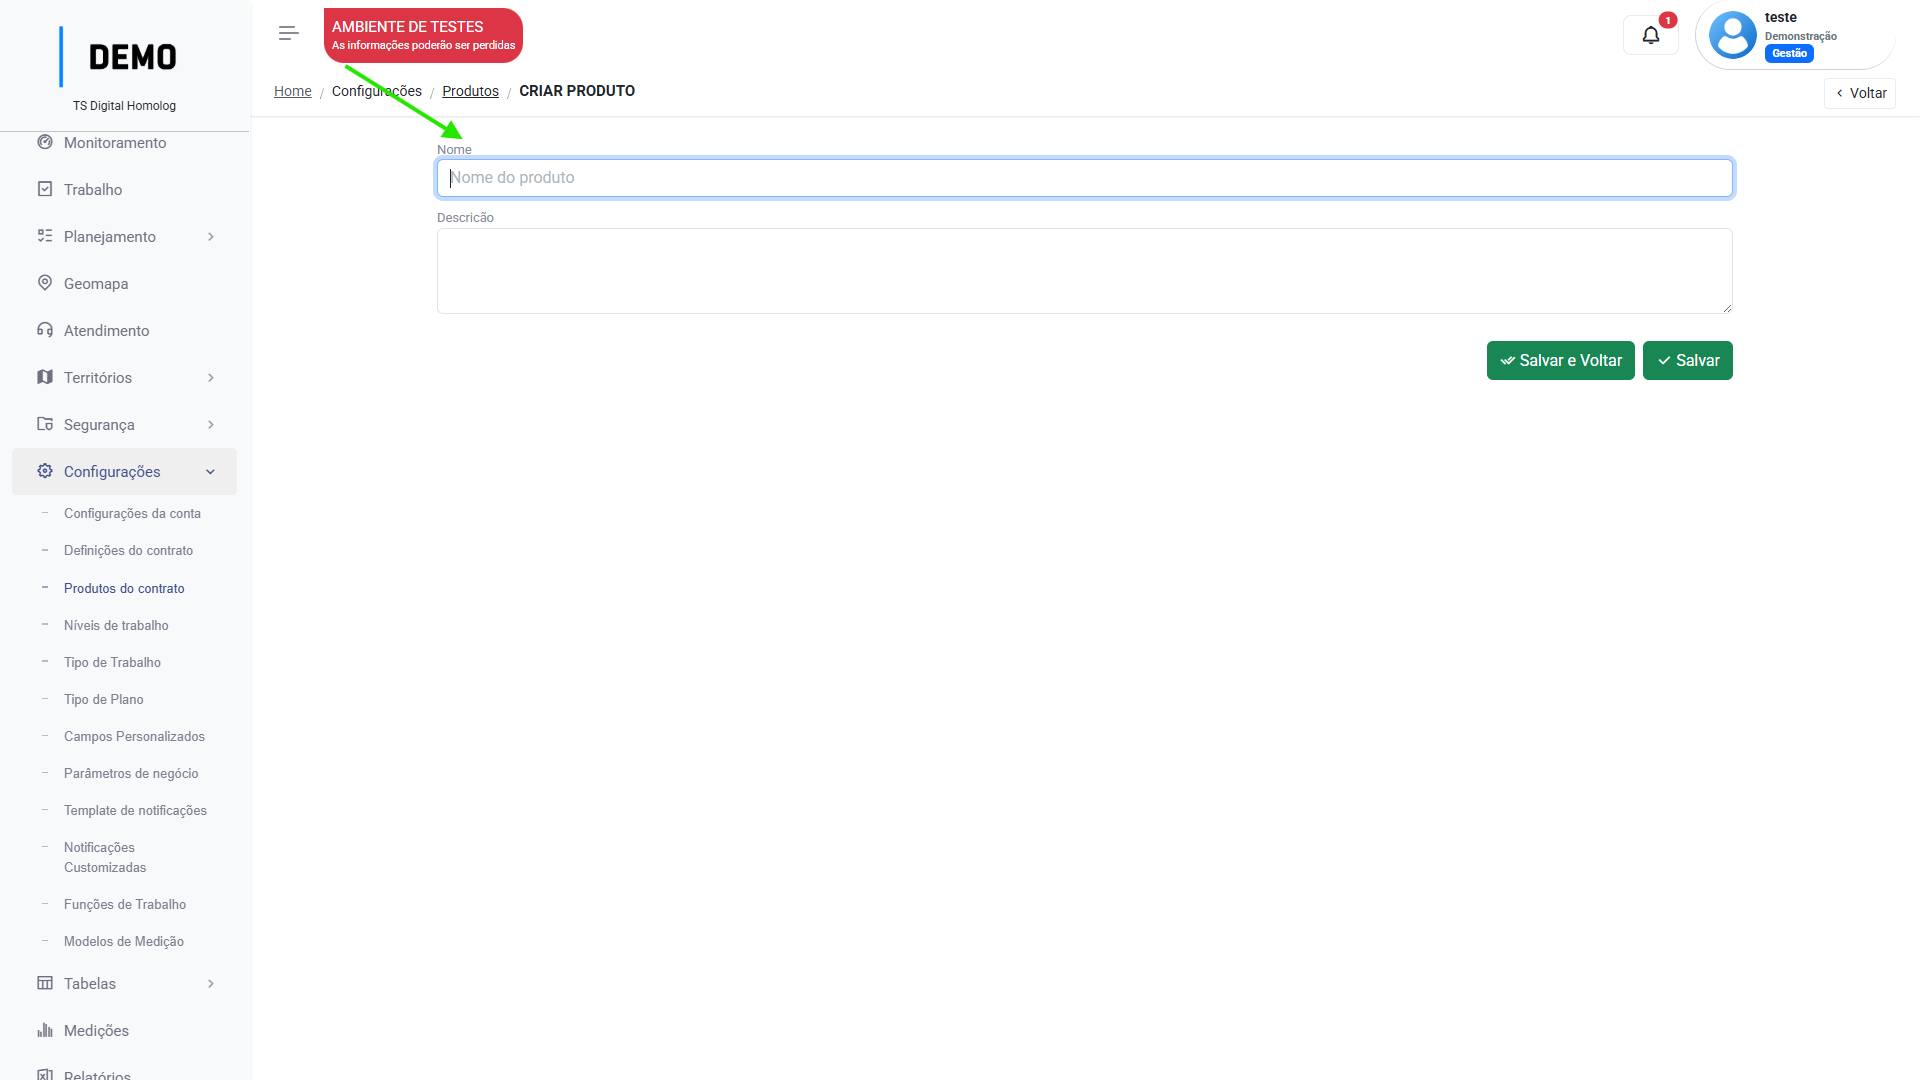 DEMO
TS Digital Homolog
Monitoramento
Trabalho
Planejamento
Geomapa
Atendimento
Territórios
Segurança
Configurações
Configurações da conta
Definições do contrato
Produtos do contrato
Níveis de trabalho
Tipo de Trabalho
Tipo de Plano
Campos Personalizados
Parâmetros de negócio
Template de notificações
Notificações
Customizadas
Funções de Trabalho
Modelos de Medição
Tabelas
Medições
Relatórios
AMBIENTE DE TESTES
As informações poderão ser perdidas
1
teste
Demonstração
Gestão
Home / Configurações / Produtos / CRIAR PRODUTO
Voltar
Nome
Nome do produto
Descricão
Salvar e Voltar
Salvar